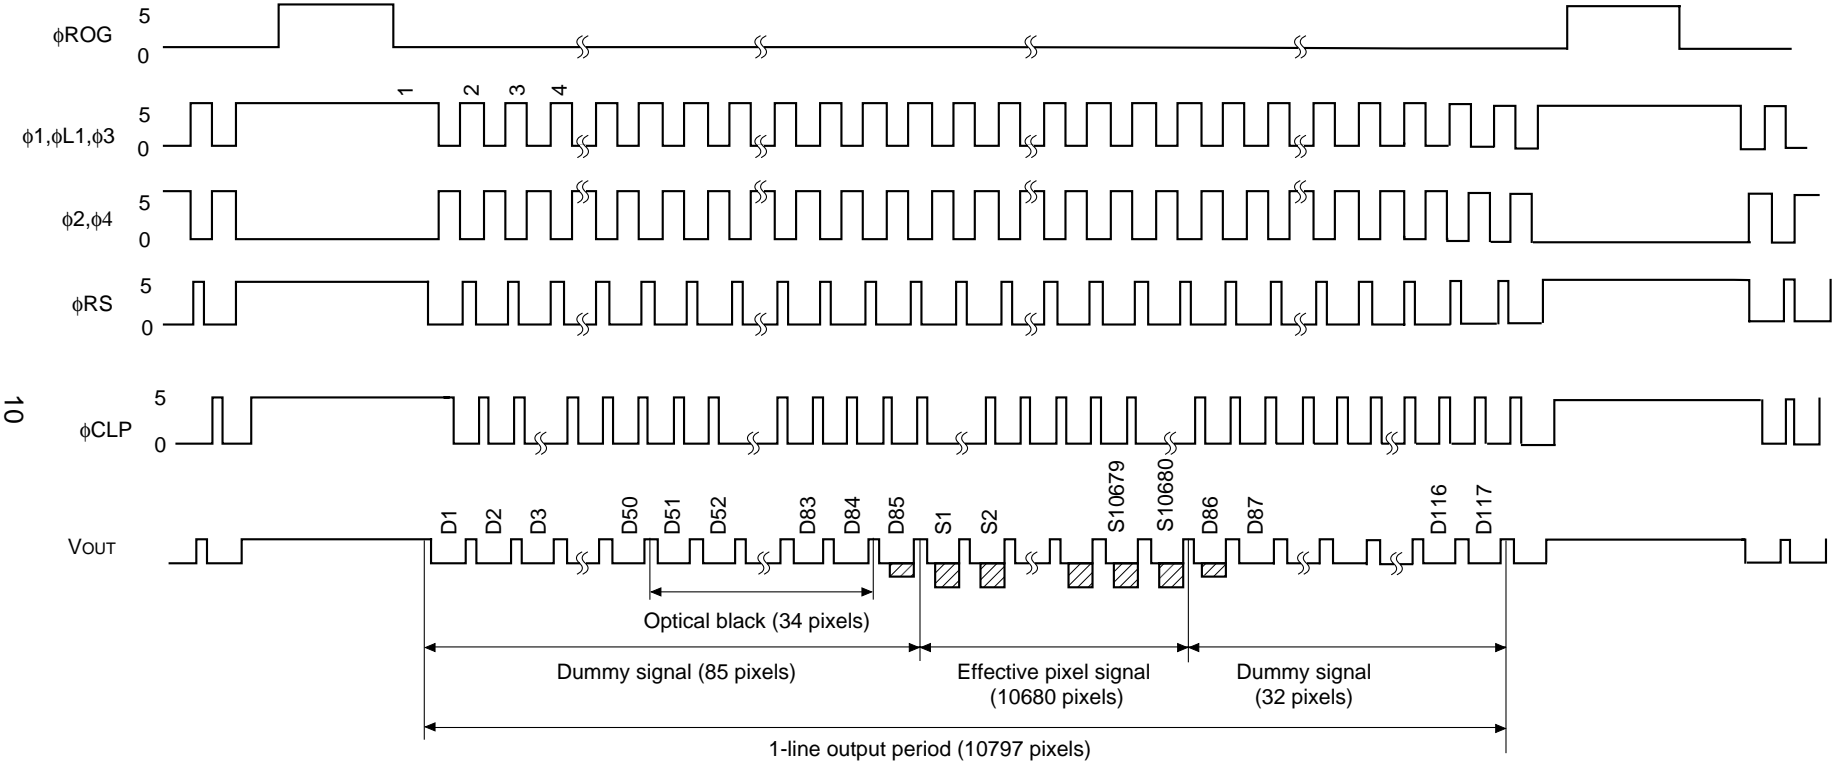 5
φROG
0
1 2 3 4
5
φ1,φL1,φ3
0
5
φ2,φ4
0
5
φRS
0
5
φCLP
0
10
D1 D2 D3 D50 D51 D52 D83 D84 D85 S1 S2 S10679 S10680 D86 D87 D116 D117
VOUT
Optical black (34 pixels)
Dummy signal (85 pixels)
Effective pixel signal
(10680 pixels)
Dummy signal
(32 pixels)
1-line output period (10797 pixels)